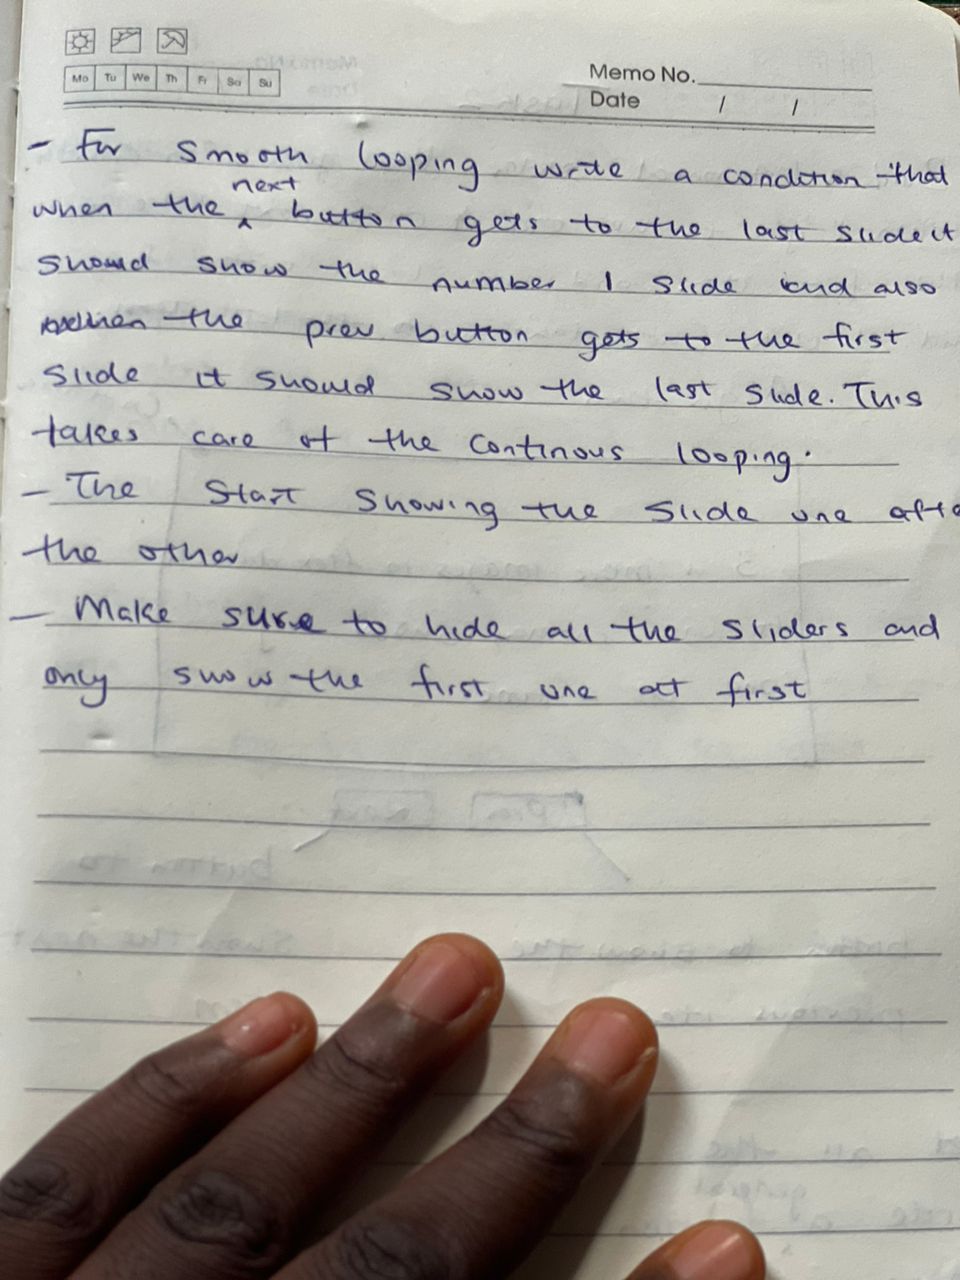 Mo Tu We Th Fr Sa Su
Memo No.
Date / /
- For smooth looping write a condition that
next
when the ^ button gets to the last slide it
should show the number 1 slide and also
when the prev button gets to the first
slide it should show the last slide. This
takes care of the continous looping.
- The start showing the slide one afte
the other
- Make sure to hide all the sliders and
only show the first one at first